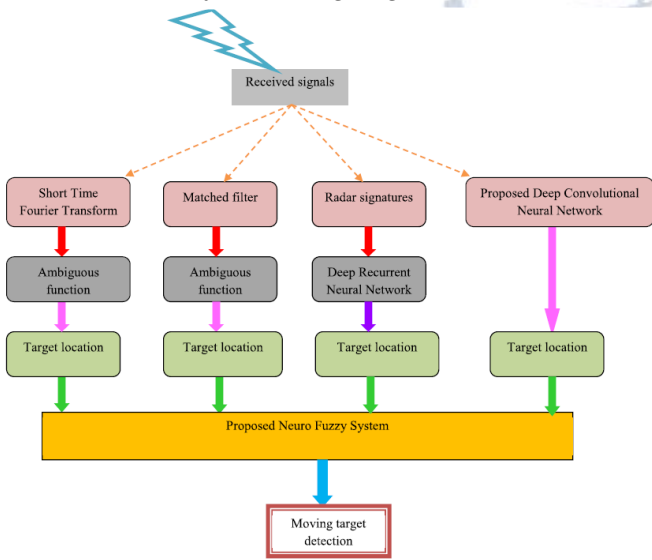 Received signals
Short Time
Fourier Transform
Matched filter
Radar signatures
Proposed Deep Convolutional
Neural Network
Ambiguous
function
Ambiguous
function
Deep Recurrent
Neural Network
Target location
Target location
Target location
Target location
Proposed Neuro Fuzzy System
Moving target
detection